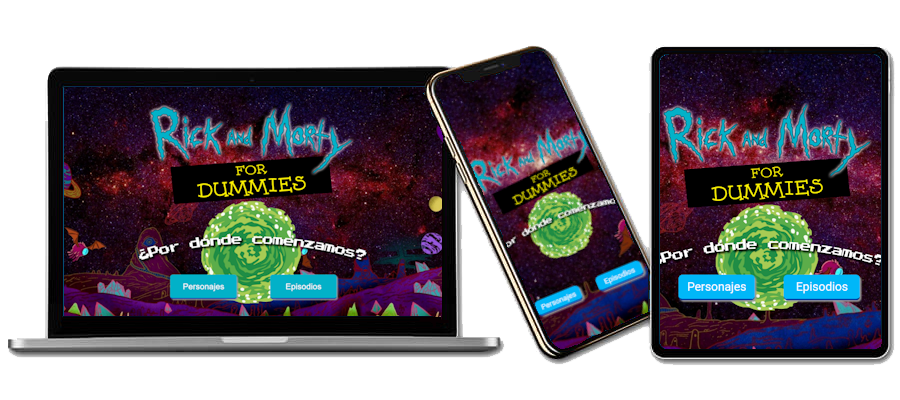 Rick and Morty
FOR
DUMMIES
¿Por dónde comenzamos?
Personajes
Episodios
Rick and Morty
FOR
DUMMIES
or dónde comenzamos
Personajes
Episodios
Rick and Morty
FOR
DUMMIES
¿Por dónde comenzamos?
Personajes
Episodios